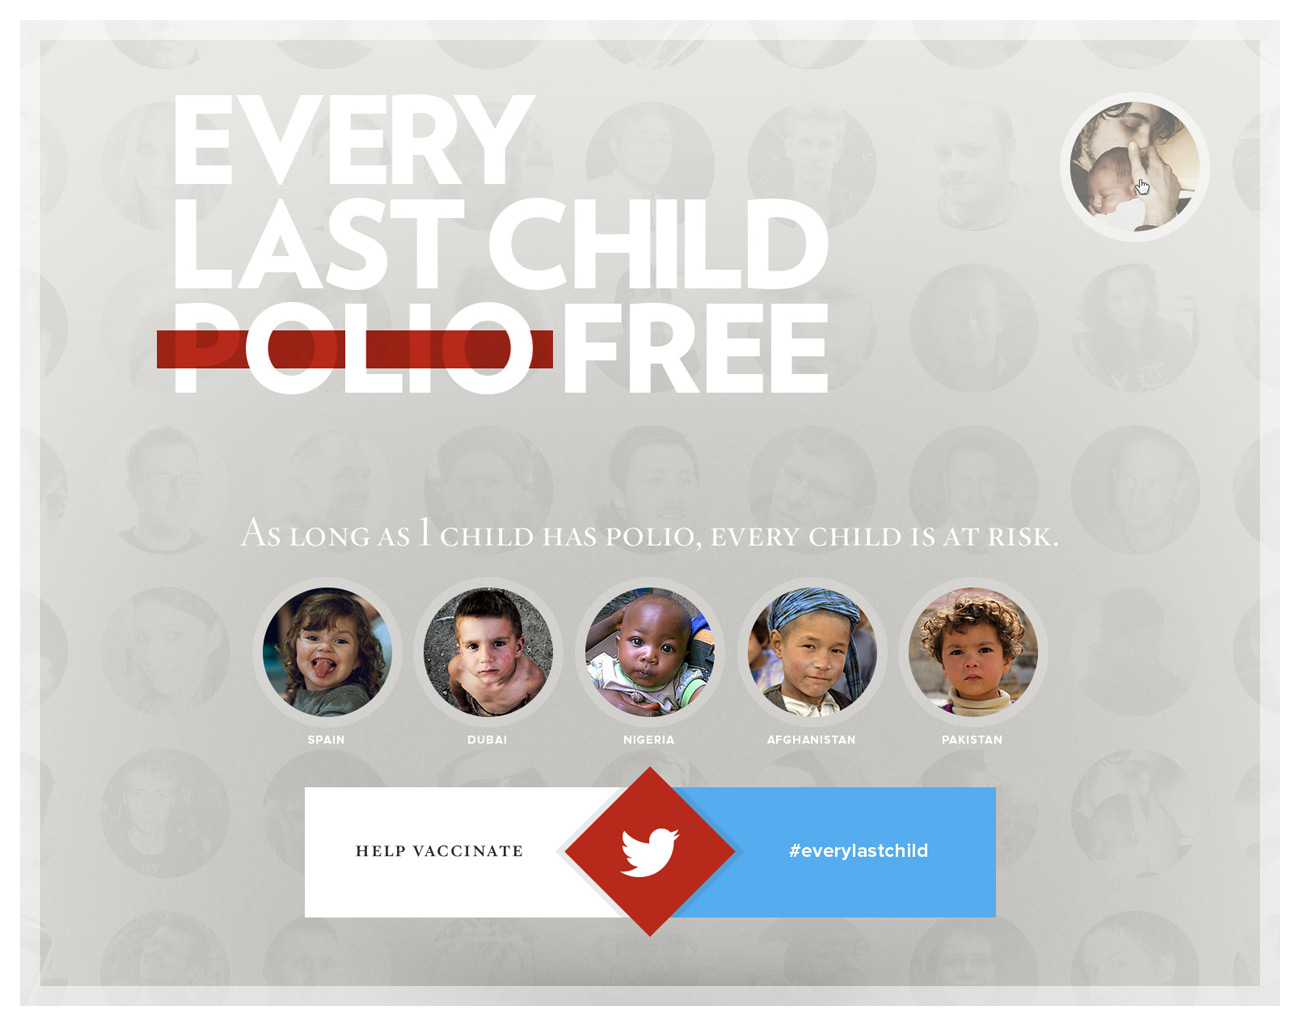 EVERY
LAST CHILD
POLIO FREE
AS LONG AS 1 CHILD HAS POLIO, EVERY CHILD IS AT RISK.
SPAIN
DUBAI
NIGERIA
AFGHANISTAN
PAKISTAN
HELP VACCINATE
#everylastchild